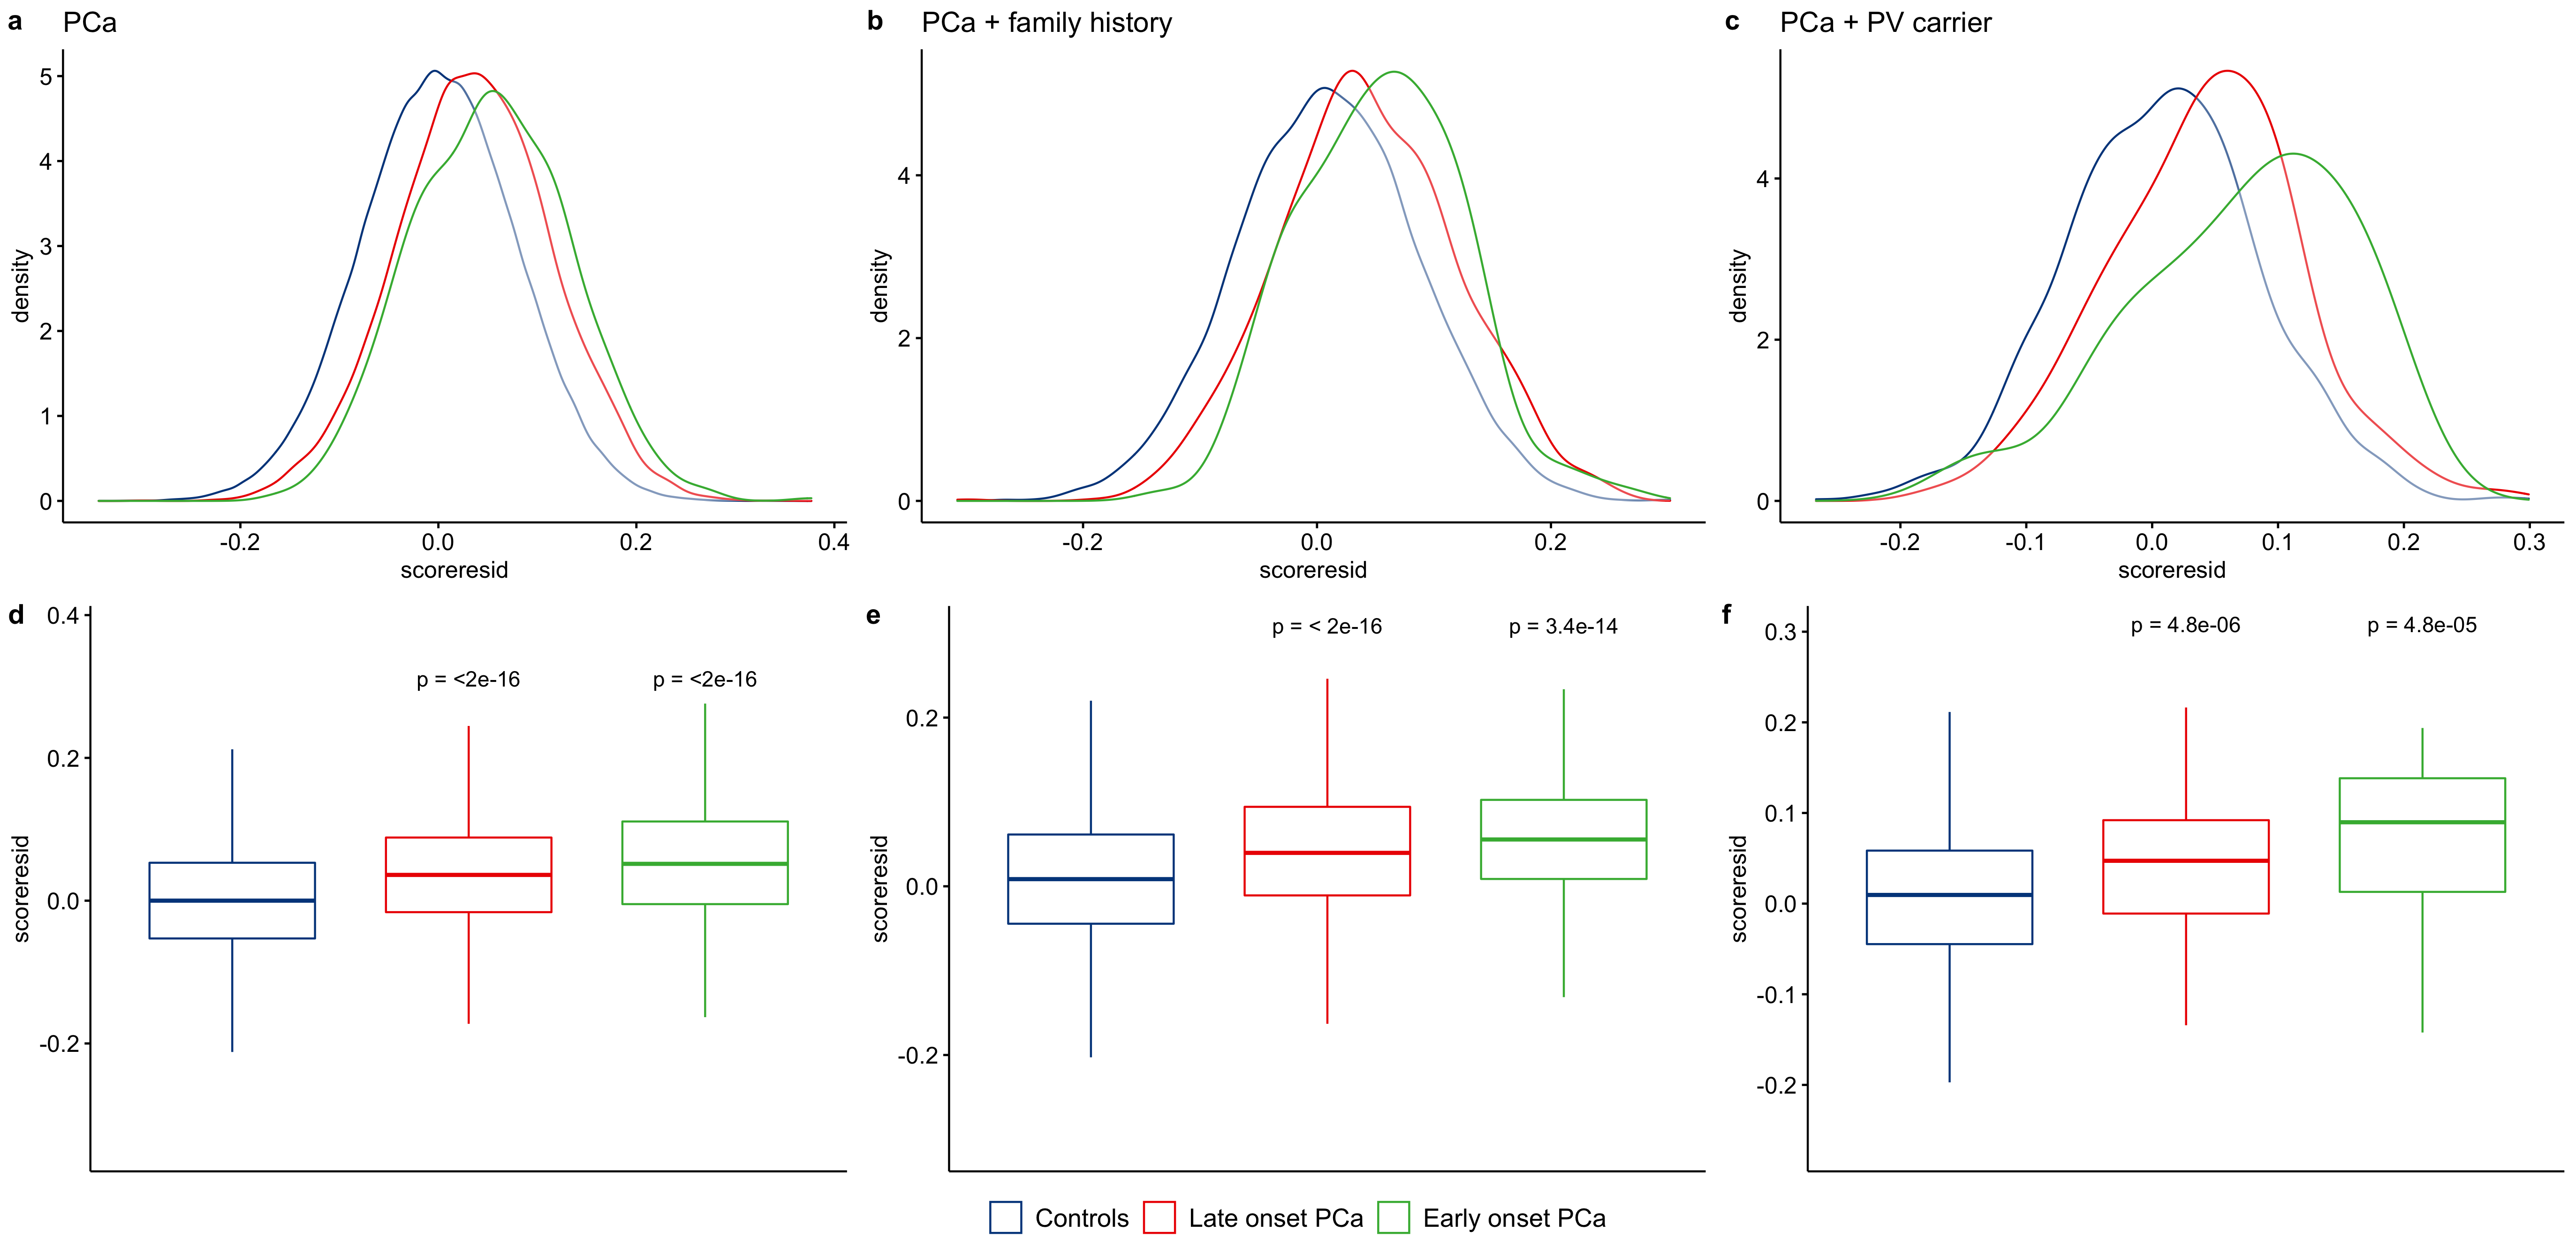 a PCa
5
4
3
2
1
0
density
-0.2 0.0 0.2 0.4
scoreresid
b PCa + family history
4
2
0
density
-0.2 0.0 0.2
scoreresid
c PCa + PV carrier
4
2
0
density
-0.2 -0.1 0.0 0.1 0.2 0.3
scoreresid
d
0.4
0.2
0.0
-0.2
scoreresid
p = <2e-16 p = <2e-16
e
0.2
0.0
-0.2
scoreresid
p = < 2e-16 p = 3.4e-14
f
0.3
0.2
0.1
0.0
-0.1
-0.2
scoreresid
p = 4.8e-06 p = 4.8e-05
Controls Late onset PCa Early onset PCa